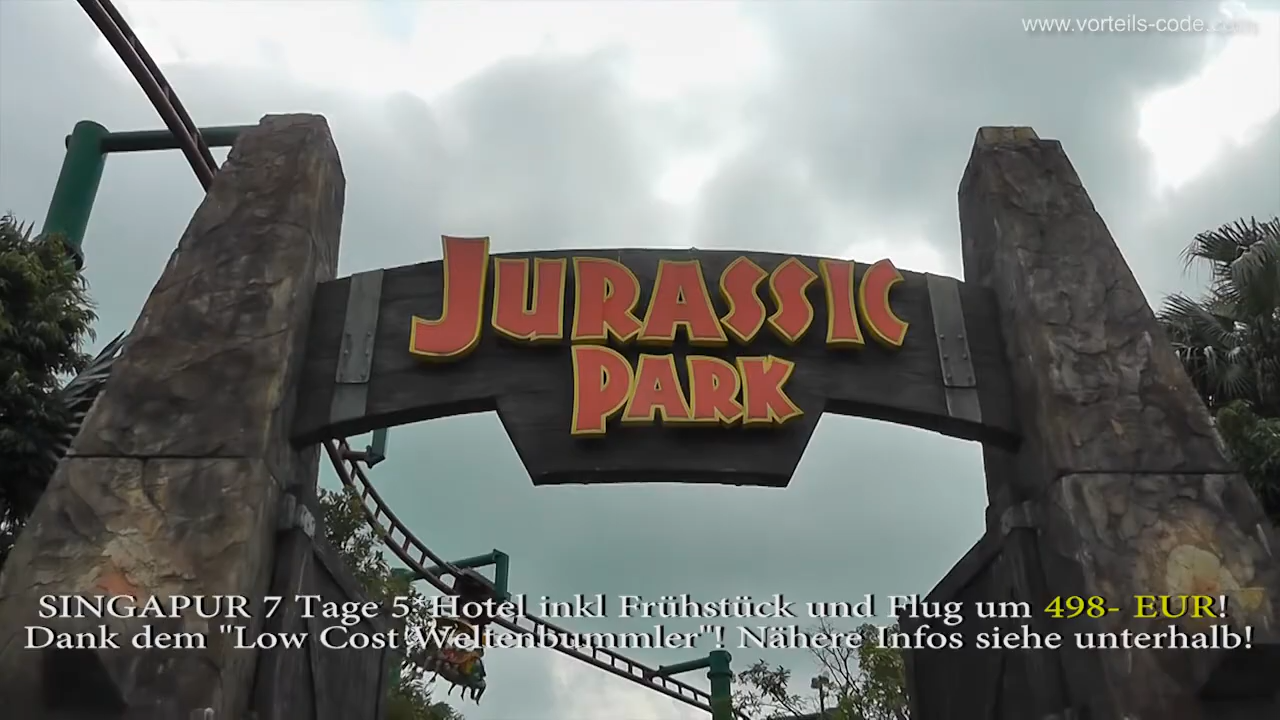 www.vorteils-code.com
JURASSIC
PARK
SINGAPUR 7 Tage 5* Hotel inkl Frühstück und Flug um 498- EUR!
Dank dem "Low Cost Weltenbummler"! Nähere Infos siehe unterhalb!